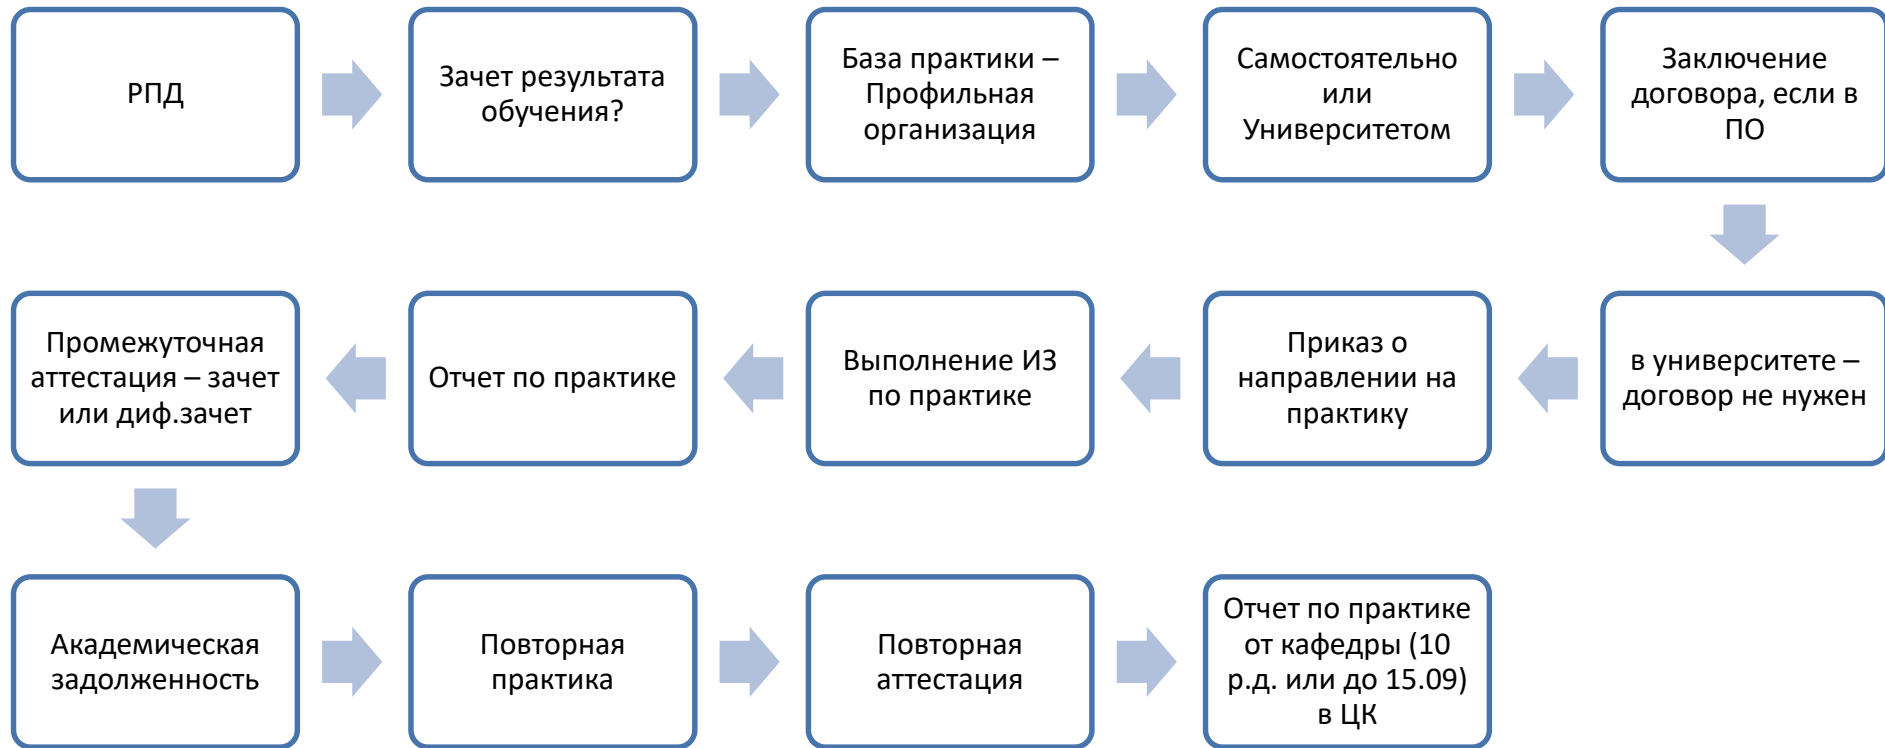 РПД
Зачет результата
обучения?
База практики –
Профильная
организация
Самостоятельно
или
Университетом
Заключение
договора, если в
ПО
в университете –
договор не нужен
Приказ о
направлении на
практику
Выполнение ИЗ
по практике
Отчет по практике
Промежуточная
аттестация – зачет
или диф.зачет
Академическая
задолженность
Повторная
практика
Повторная
аттестация
Отчет по практике
от кафедры (10
р.д. или до 15.09)
в ЦК